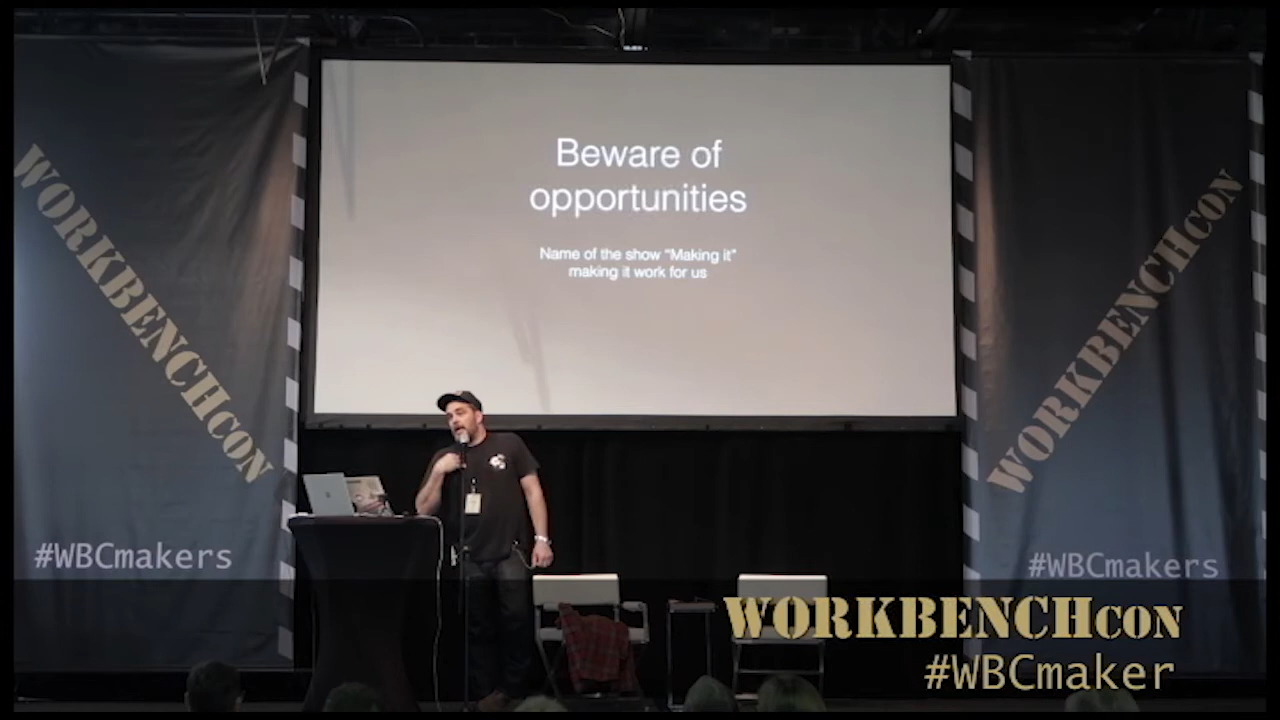 Beware of
opportunities
Name of the show "Making it"
making it work for us
WORKBENCHCON
WORKBENCHCON
#WBCmakers
#WBCmakers
WORKBENCHCON
#WBCmaker